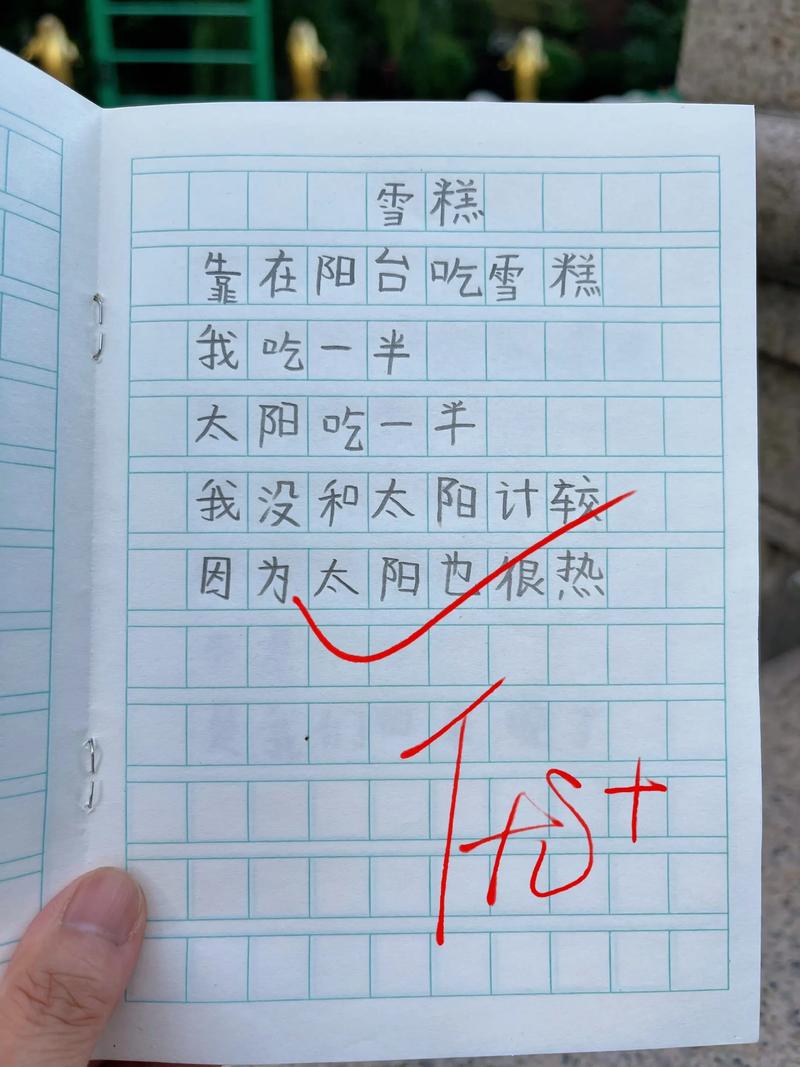 雪糕
靠在阳台吃雪糕
我吃一半
太阳吃一半
我没和太阳计较
因为太阳也很热